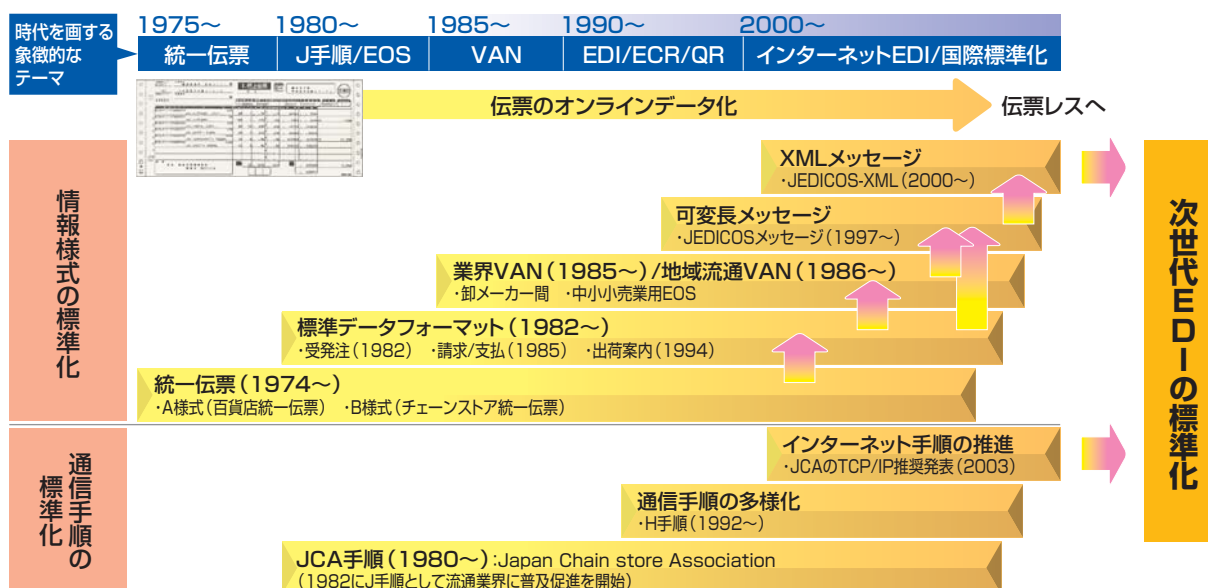 時代を画する
象徴的な
テーマ
1975〜
1980〜
1985〜
1990〜
2000〜
統一伝票
J手順/EOS
VAN
EDI/ECR/QR
インターネットEDI/国際標準化
伝票のオンラインデータ化
伝票レスへ
情報様式の標準化
XMLメッセージ
・JEDICOS-XML（2000〜）
可変長メッセージ
・JEDICOSメッセージ（1997〜）
業界VAN（1985〜）/地域流通VAN（1986〜）
・卸メーカー間 ・中小小売業用EOS
標準データフォーマット（1982〜）
・受発注（1982） ・請求/支払（1985） ・出荷案内（1994）
統一伝票（1974〜）
・A様式（百貨店統一伝票） ・B様式（チェーンストア統一伝票）
通信手順の
標準化
インターネット手順の推進
・JCAのTCP/IP推奨発表（2003）
通信手順の多様化
・H手順（1992〜）
JCA手順（1980〜）:Japan Chain store Association
（1982にJ手順として流通業界に普及促進を開始）
次世代EDIの標準化